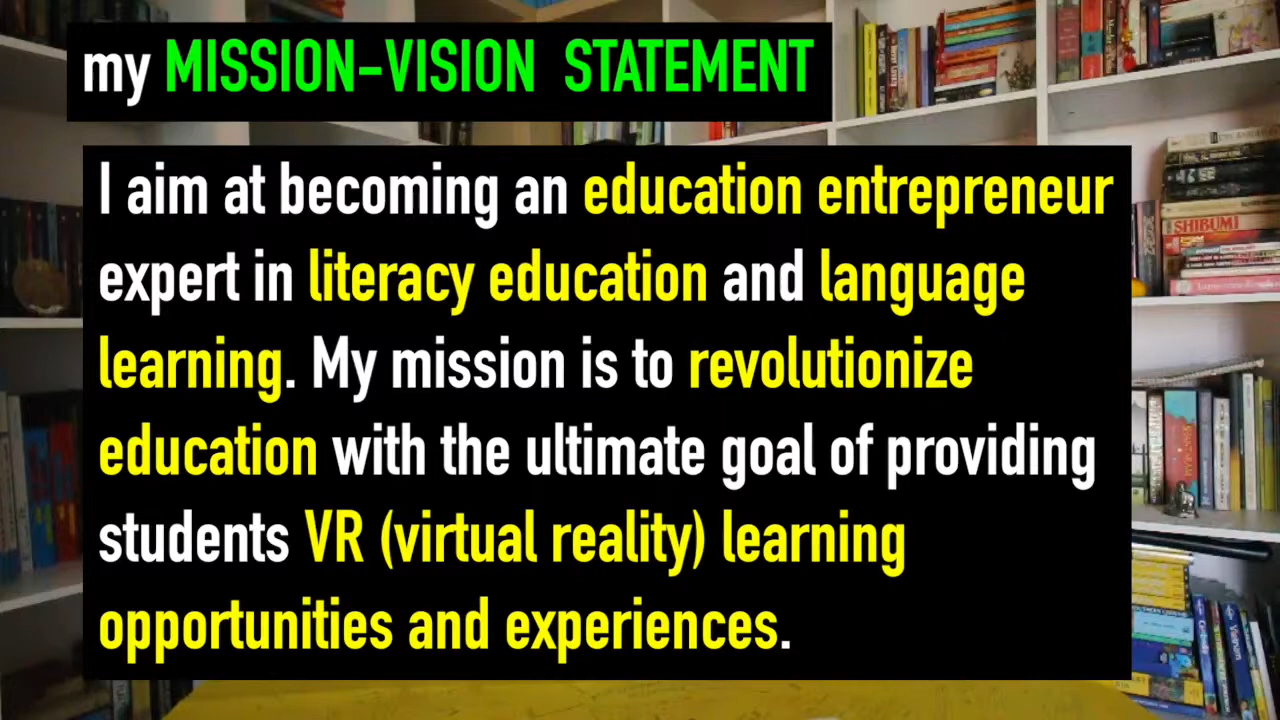 my MISSION-VISION STATEMENT
I aim at becoming an education entrepreneur
expert in literacy education and language
learning. My mission is to revolutionize
education with the ultimate goal of providing
students VR (virtual reality) learning
opportunities and experiences.
SHIBUMI